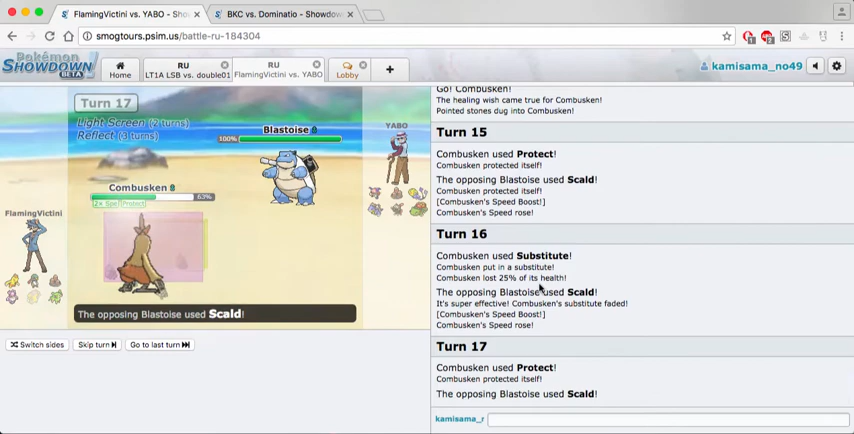 FlamingVictini vs. YABO - Sho
BKC vs. Dominatio - Showdow
smogtours.psim.us/battle-ru-184304
Pokémon
SHOWDOWN!
BETA
Home
RU
LT1A LSB vs. double01
RU
FlamingVictini vs. YABO
Lobby
kamisama_no49
Turn 17
Light Screen (2 turns)
Reflect (3 turns)
Blastoise
100%
YABO
Combusken
63%
2× Spe Protect
FlamingVictini
The opposing Blastoise used Scald!
Switch sides
Skip turn
Go to last turn
Go! Combusken!
The healing wish came true for Combusken!
Pointed stones dug into Combusken!
Turn 15
Combusken used Protect!
Combusken protected itself!
The opposing Blastoise used Scald!
Combusken protected itself!
[Combusken's Speed Boost!]
Combusken's Speed rose!
Turn 16
Combusken used Substitute!
Combusken put in a substitute!
Combusken lost 25% of its health!
The opposing Blastoise used Scald!
It's super effective! Combusken's substitute faded!
[Combusken's Speed Boost!]
Combusken's Speed rose!
Turn 17
Combusken used Protect!
Combusken protected itself!
The opposing Blastoise used Scald!
kamisama_r